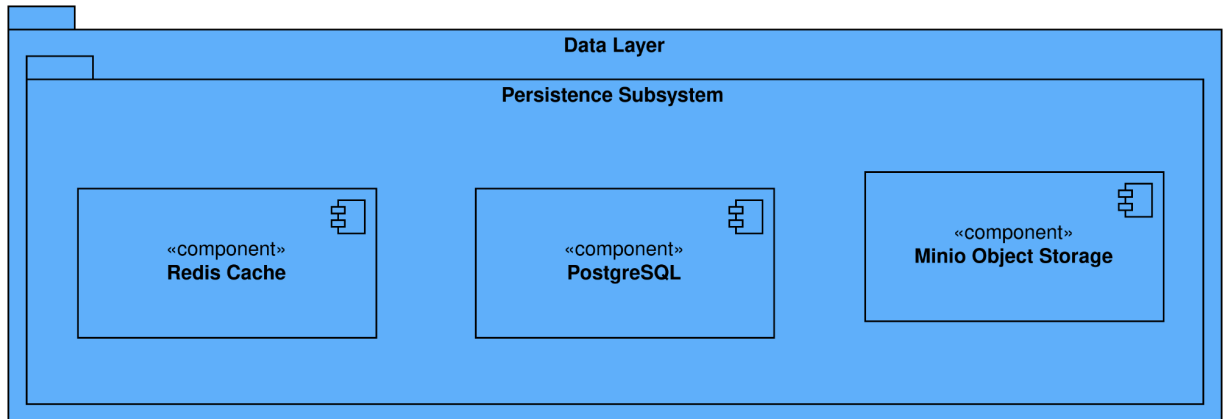 Data Layer
Persistence Subsystem
«component»
Redis Cache
«component»
PostgreSQL
«component»
Minio Object Storage